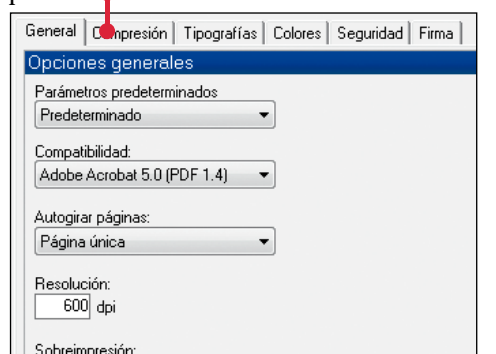 General Compresión Tipografías Colores Seguridad Firma
Opciones generales
Parámetros predeterminados
Predeterminado
Compatibilidad:
Adobe Acrobat 5.0 (PDF 1.4)
Autogirar páginas:
Página única
Resolución:
600 dpi
Sobreimpresión: